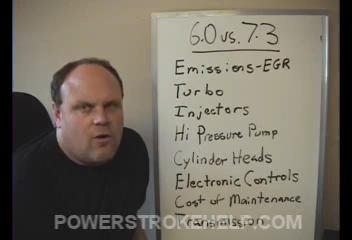 6.0 vs. 7.3
Emissions-EGR
Turbo
Injectors
Hi Pressure Pump
Cylinder Heads
Electronic Controls
Cost of Maintenance
Transmission
POWERSTROKEHELP.COM